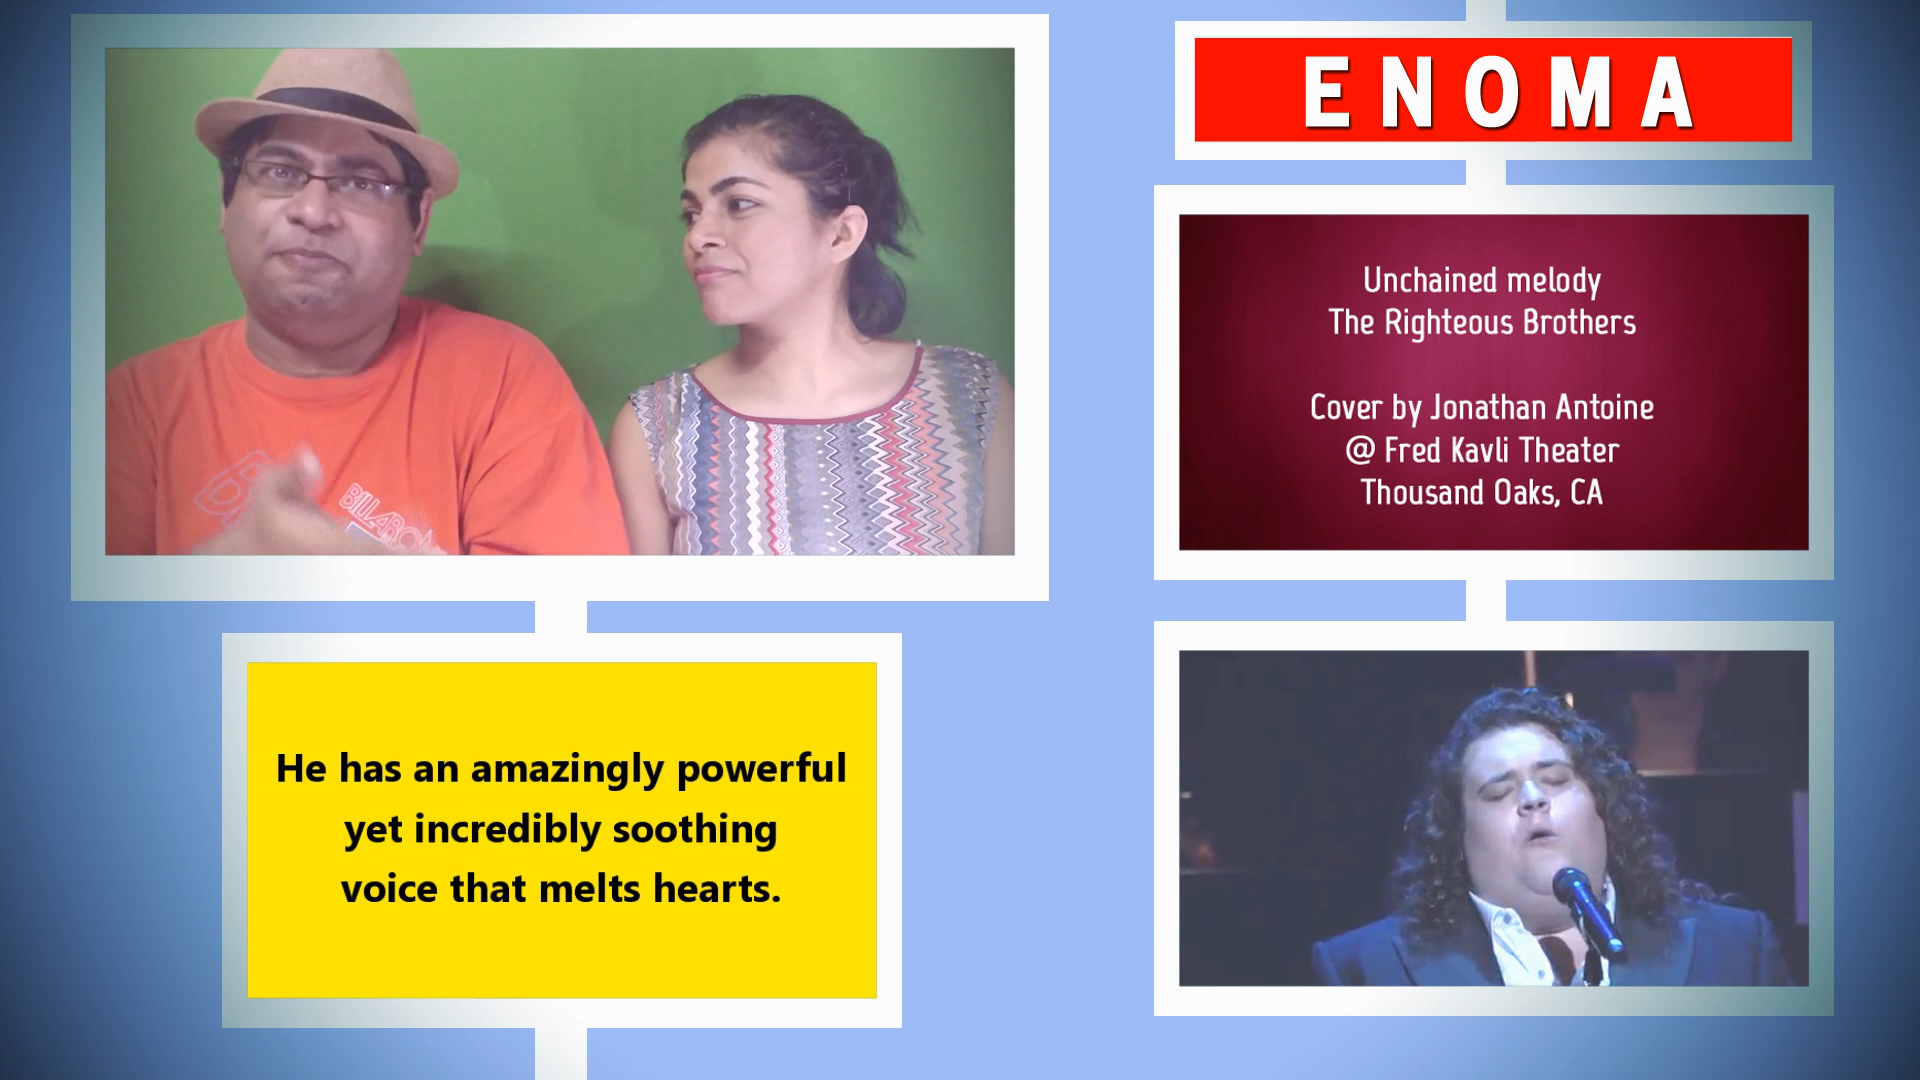 ENOMA
Unchained melody
The Righteous Brothers
Cover by Jonathan Antoine
@ Fred Kavli Theater
Thousand Oaks, CA
He has an amazingly powerful
yet incredibly soothing
voice that melts hearts.